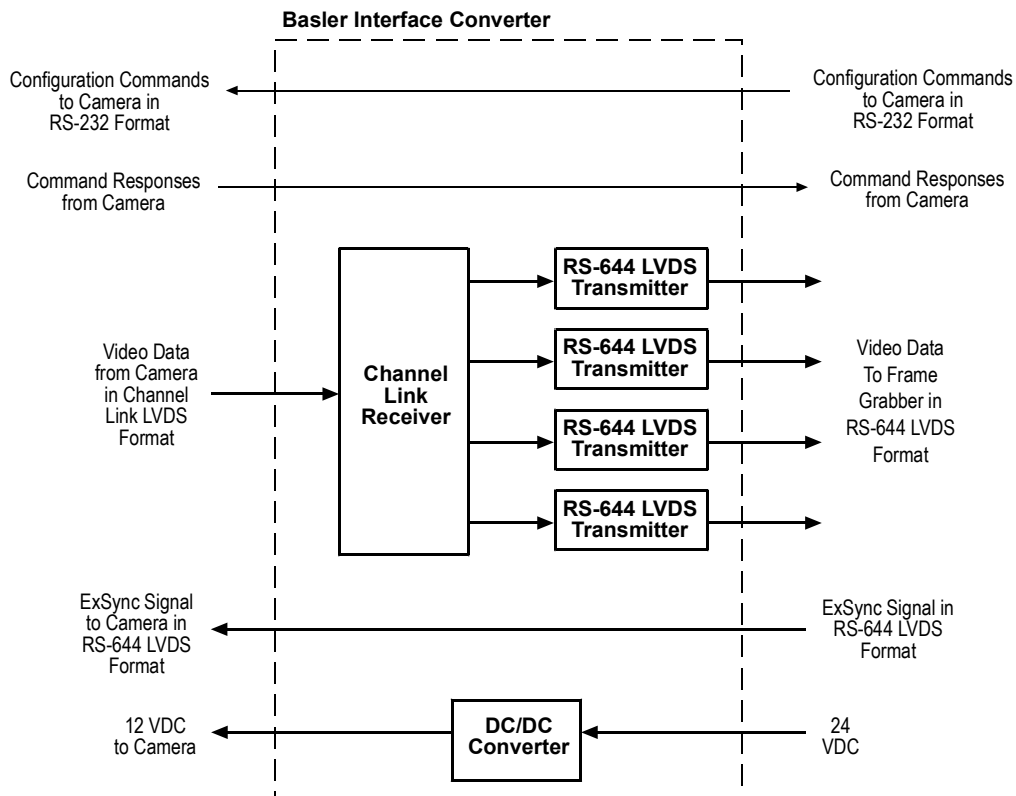 Basler Interface Converter
Configuration Commands
to Camera in
RS-232 Format
Configuration Commands
to Camera in
RS-232 Format
Command Responses
from Camera
Command Responses
from Camera
Video Data
from Camera
in Channel
Link LVDS
Format
Channel
Link
Receiver
RS-644 LVDS
Transmitter
RS-644 LVDS
Transmitter
RS-644 LVDS
Transmitter
RS-644 LVDS
Transmitter
Video Data
To Frame
Grabber in
RS-644 LVDS
Format
ExSync Signal
to Camera in
RS-644 LVDS
Format
ExSync Signal in
RS-644 LVDS
Format
12 VDC
to Camera
DC/DC
Converter
24
VDC